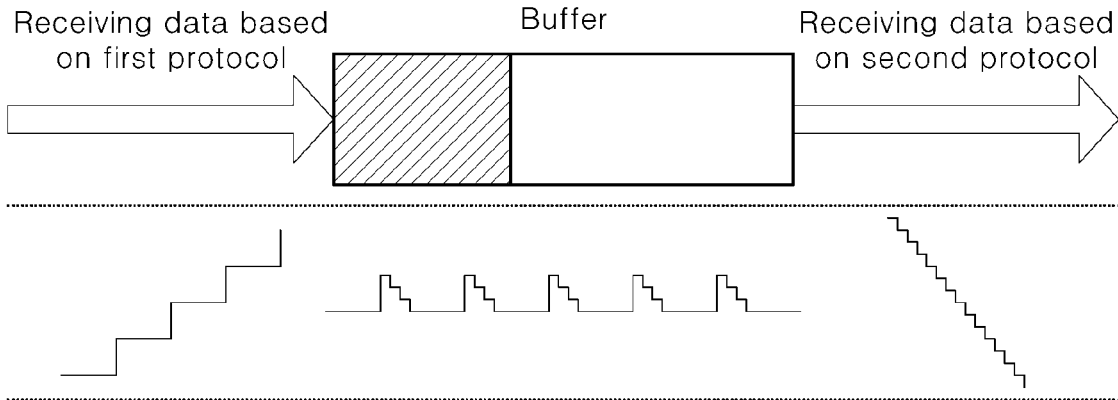 Receiving data based
on first protocol
Buffer
Receiving data based
on second protocol